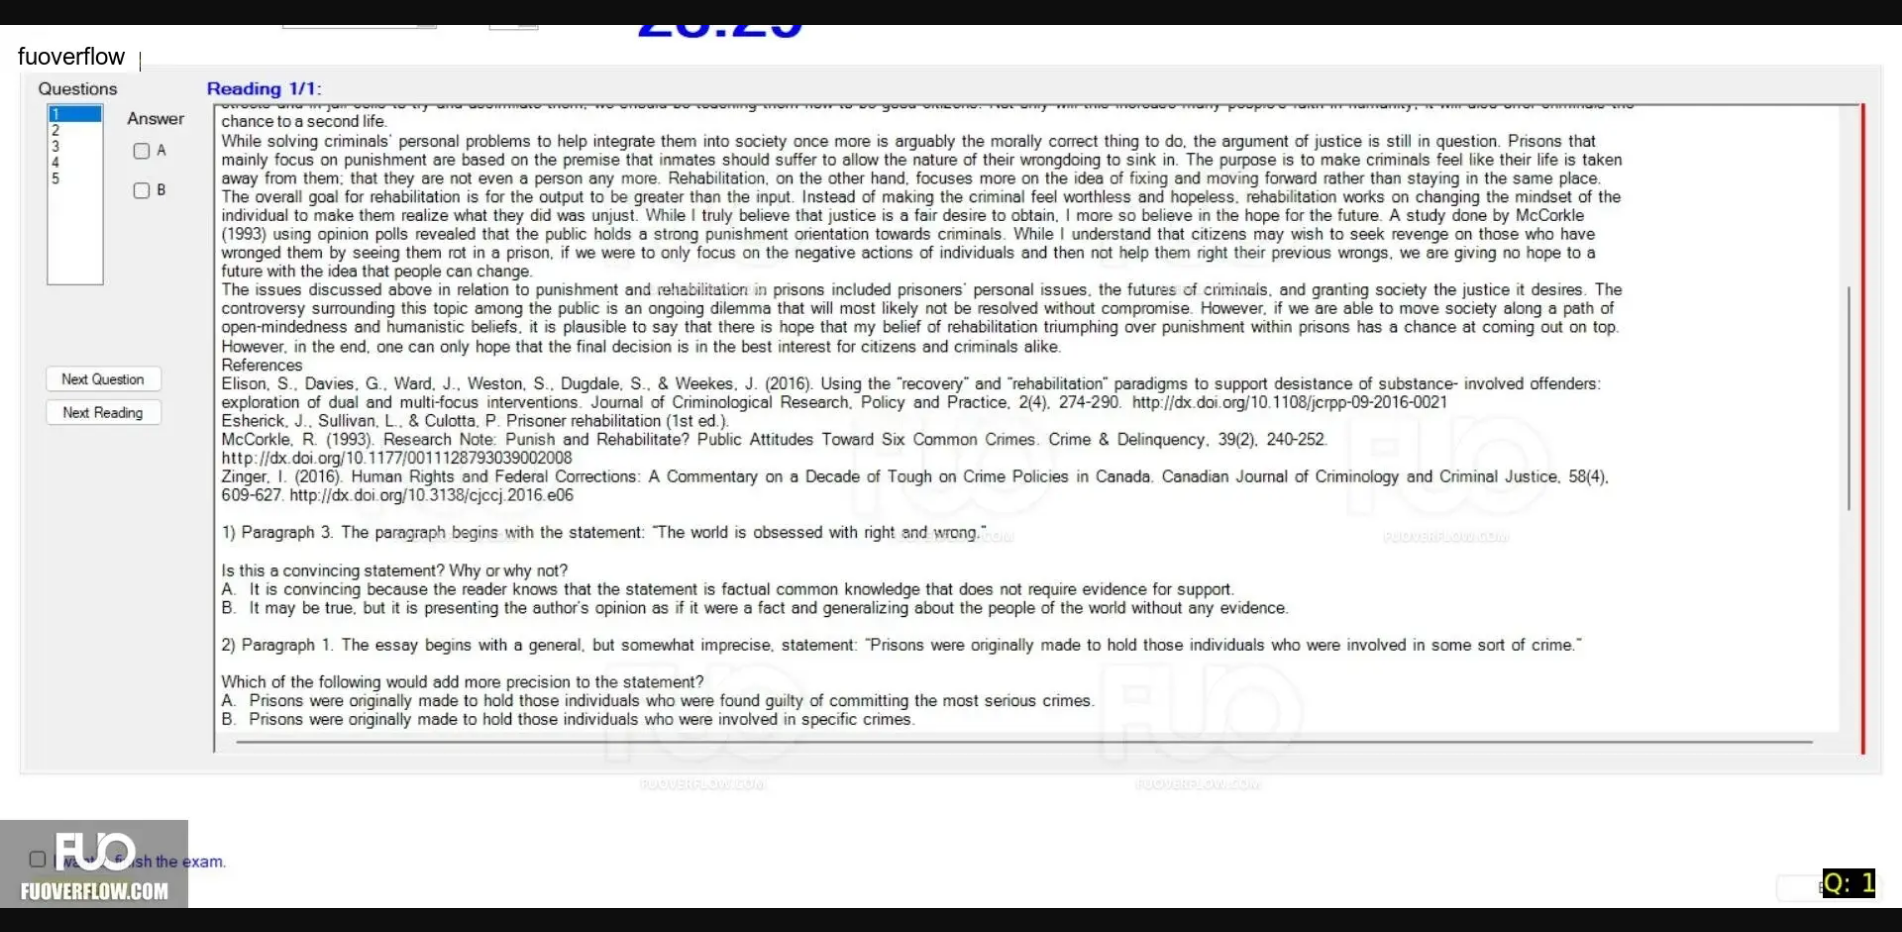 fuoverflow
Questions
Reading 1/1:
1
2
3
4
5
Answer
A
B
Next Question
Next Reading
chance to a second life.
While solving criminals' personal problems to help integrate them into society once more is arguably the morally correct thing to do, the argument of justice is still in question. Prisons that
mainly focus on punishment are based on the premise that inmates should suffer to allow the nature of their wrongdoing to sink in. The purpose is to make criminals feel like their life is taken
away from them; that they are not even a person any more. Rehabilitation, on the other hand, focuses more on the idea of fixing and moving forward rather than staying in the same place.
The overall goal for rehabilitation is for the output to be greater than the input. Instead of making the criminal feel worthless and hopeless, rehabilitation works on changing the mindset of the
individual to make them realize what they did was unjust. While I truly believe that justice is a fair desire to obtain, I more so believe in the hope for the future. A study done by McCorkle
(1993) using opinion polls revealed that the public holds a strong punishment orientation towards criminals. While I understand that citizens may wish to seek revenge on those who have
wronged them by seeing them rot in a prison, if we were to only focus on the negative actions of individuals and then not help them right their previous wrongs, we are giving no hope to a
future with the idea that people can change.
The issues discussed above in relation to punishment and rehabilitation in prisons included prisoners' personal issues, the futures of criminals, and granting society the justice it desires. The
controversy surrounding this topic among the public is an ongoing dilemma that will most likely not be resolved without compromise. However, if we are able to move society along a path of
open-mindedness and humanistic beliefs, it is plausible to say that there is hope that my belief of rehabilitation triumphing over punishment within prisons has a chance at coming out on top.
However, in the end, one can only hope that the final decision is in the best interest for citizens and criminals alike.
References
Elison, S., Davies, G., Ward, J., Weston, S., Dugdale, S., & Weekes, J. (2016). Using the "recovery" and "rehabilitation" paradigms to support desistance of substance- involved offenders:
exploration of dual and multi-focus interventions. Journal of Criminological Research, Policy and Practice, 2(4), 274-290. http://dx.doi.org/10.1108/jcrpp-09-2016-0021
Esherick, J., Sullivan, L., & Culotta, P. Prisoner rehabilitation (1st ed.).
McCorkle, R. (1993). Research Note: Punish and Rehabilitate? Public Attitudes Toward Six Common Crimes. Crime & Delinquency, 39(2), 240-252.
http://dx.doi.org/10.1177/0011128793039002008
Zinger, I. (2016). Human Rights and Federal Corrections: A Commentary on a Decade of Tough on Crime Policies in Canada. Canadian Journal of Criminology and Criminal Justice, 58(4),
609-627. http://dx.doi.org/10.3138/cjccj.2016.e06
1) Paragraph 3. The paragraph begins with the statement: "The world is obsessed with right and wrong."
Is this a convincing statement? Why or why not?
A. It is convincing because the reader knows that the statement is factual common knowledge that does not require evidence for support.
B. It may be true, but it is presenting the author's opinion as if it were a fact and generalizing about the people of the world without any evidence.
2) Paragraph 1. The essay begins with a general, but somewhat imprecise, statement: "Prisons were originally made to hold those individuals who were involved in some sort of crime."
Which of the following would add more precision to the statement?
A. Prisons were originally made to hold those individuals who were found guilty of committing the most serious crimes.
B. Prisons were originally made to hold those individuals who were involved in specific crimes.
FUO
FUOVERFLOW.COM
FUO
FUOVERFLOW.COM
FUO
FUOVERFLOW.COM
FUO
FUOVERFLOW.COM
the exam.
FUO
FUOVERFLOW.COM
Q: 1